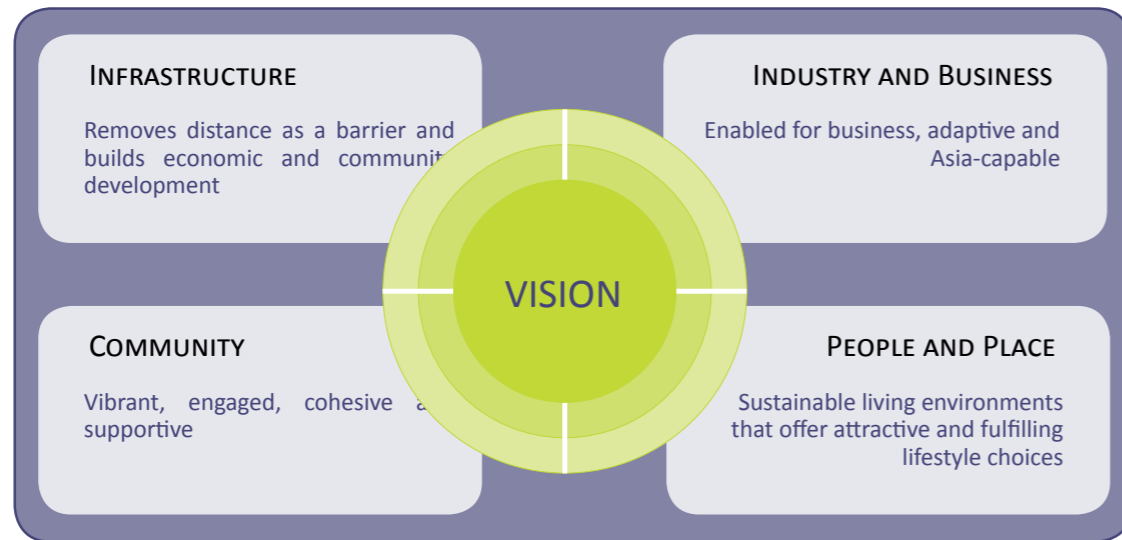 INFRASTRUCTURE
Removes distance as a barrier and
builds economic and communit
development
INDUSTRY AND BUSINESS
Enabled for business, adaptive and
Asia-capable
VISION
COMMUNITY
Vibrant, engaged, cohesive a
supportive
PEOPLE AND PLACE
Sustainable living environments
that offer attractive and fulfilling
lifestyle choices